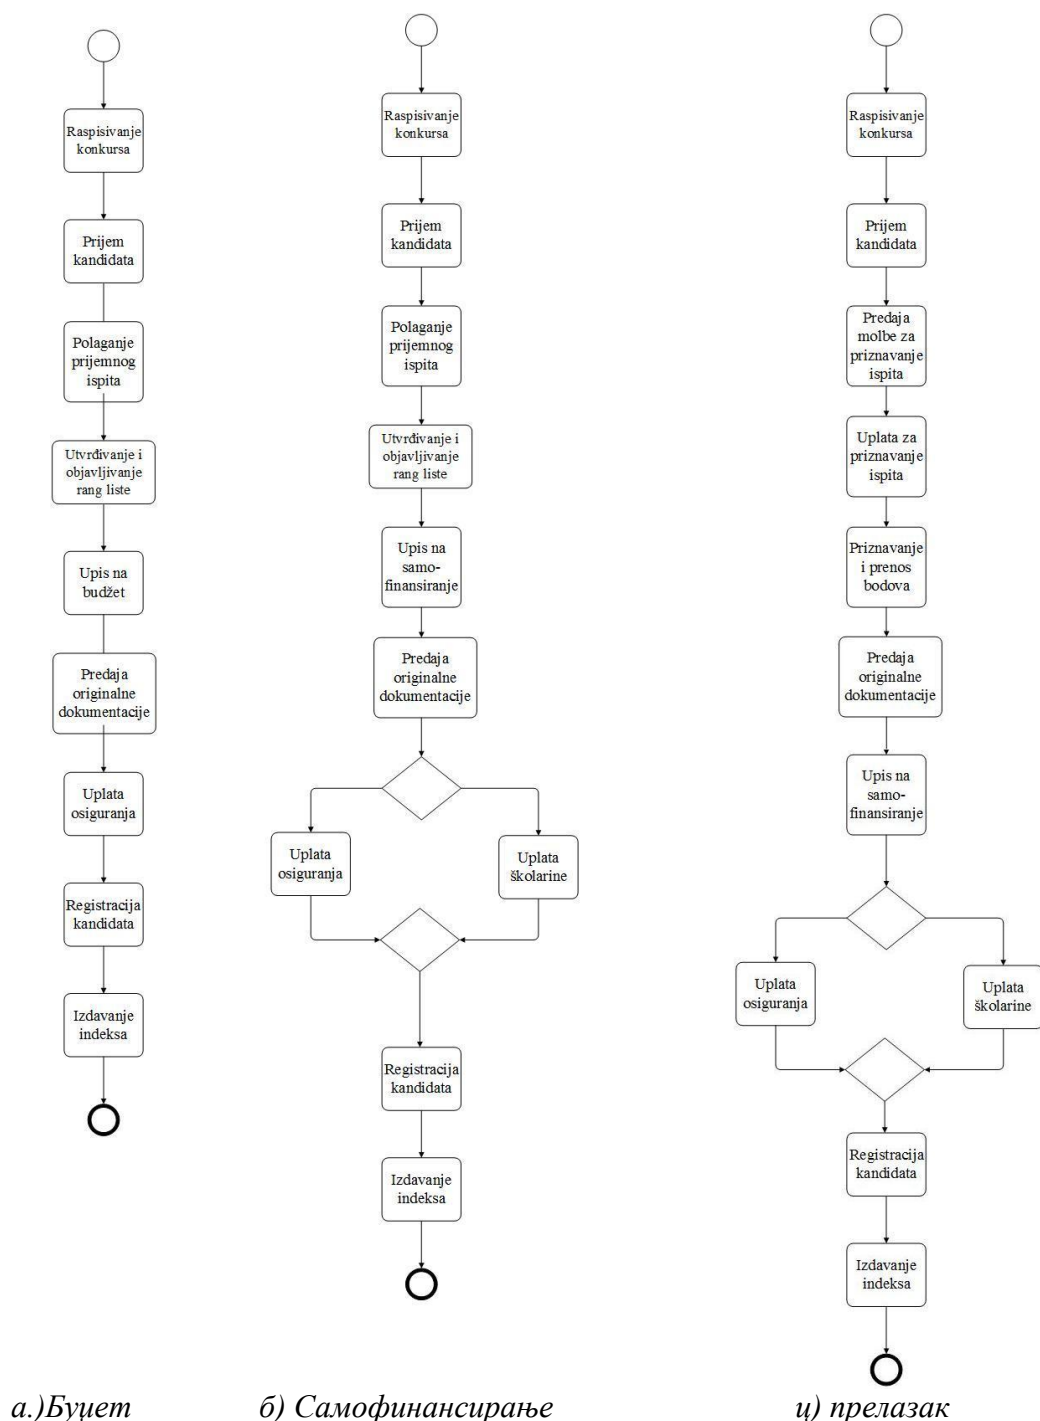 Raspisivanje
konkursa
Prijem
kandidata
Polaganje
prijemnog
ispita
Utvrđivanje i
objavljivanje
rang liste
Upis na
budžet
Predaja
originalne
dokumentacije
Uplata
osiguranja
Registracija
kandidata
Izdavanje
indeksa
а.)Буџет
Raspisivanje
konkursa
Prijem
kandidata
Polaganje
prijemnog
ispita
Utvrđivanje i
objavljivanje
rang liste
Upis na
samo-
finansiranje
Predaja
originalne
dokumentacije
Uplata
osiguranja
Uplata
školarine
Registracija
kandidata
Izdavanje
indeksa
б) Самофинансирање
Raspisivanje
konkursa
Prijem
kandidata
Predaja
molbe za
priznavanje
ispita
Uplata za
priznavanje
ispita
Priznavanje
i prenos
bodova
Predaja
originalne
dokumentacije
Upis na
samo-
finansiranje
Uplata
osiguranja
Uplata
školarine
Registracija
kandidata
Izdavanje
indeksa
ц) прелазак